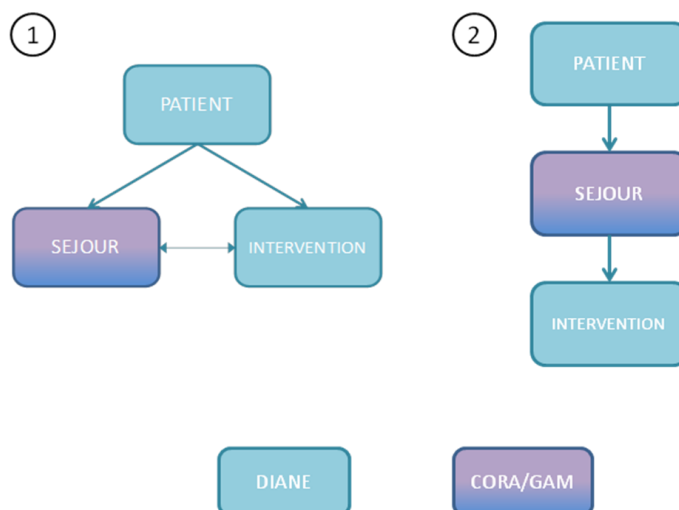 1
PATIENT
SEJOUR
INTERVENTION
2
PATIENT
SEJOUR
INTERVENTION
DIANE
CORA/GAM